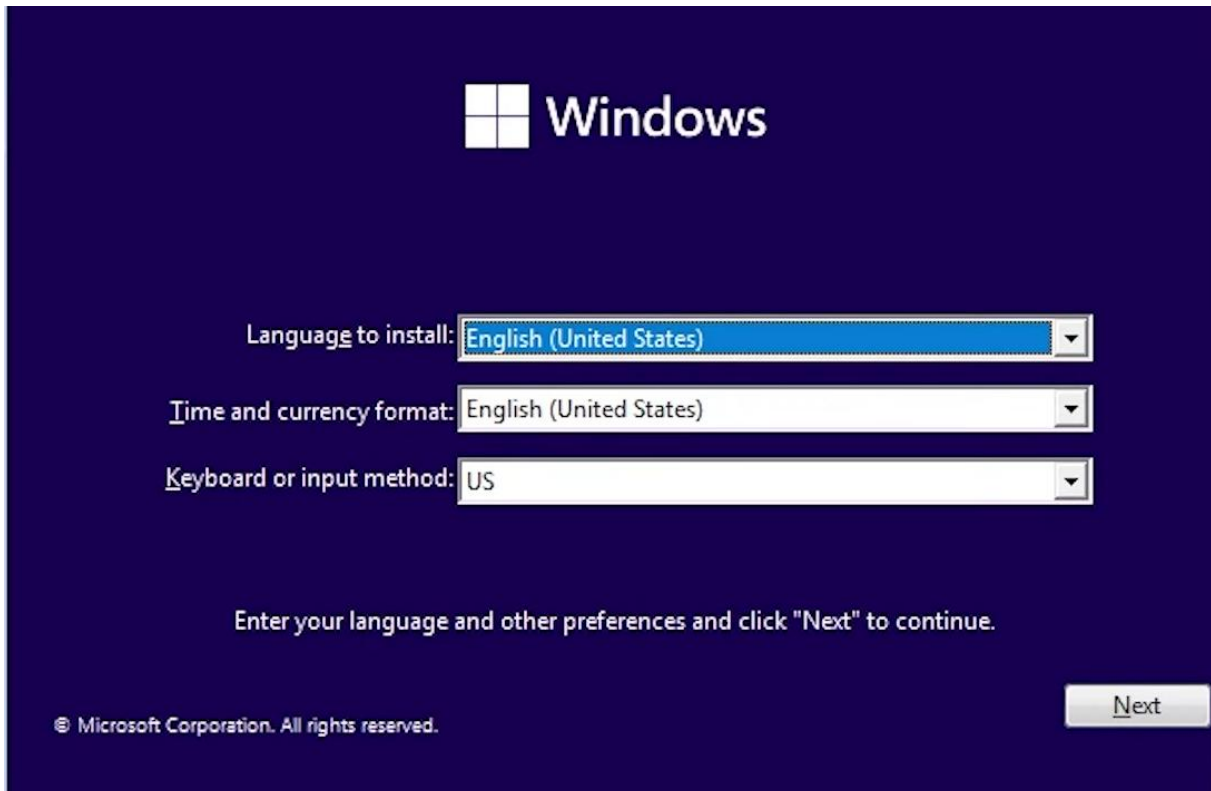 Windows
Language to install: English (United States)
Time and currency format: English (United States)
Keyboard or input method: US
Enter your language and other preferences and click "Next" to continue.
Next
© Microsoft Corporation. All rights reserved.